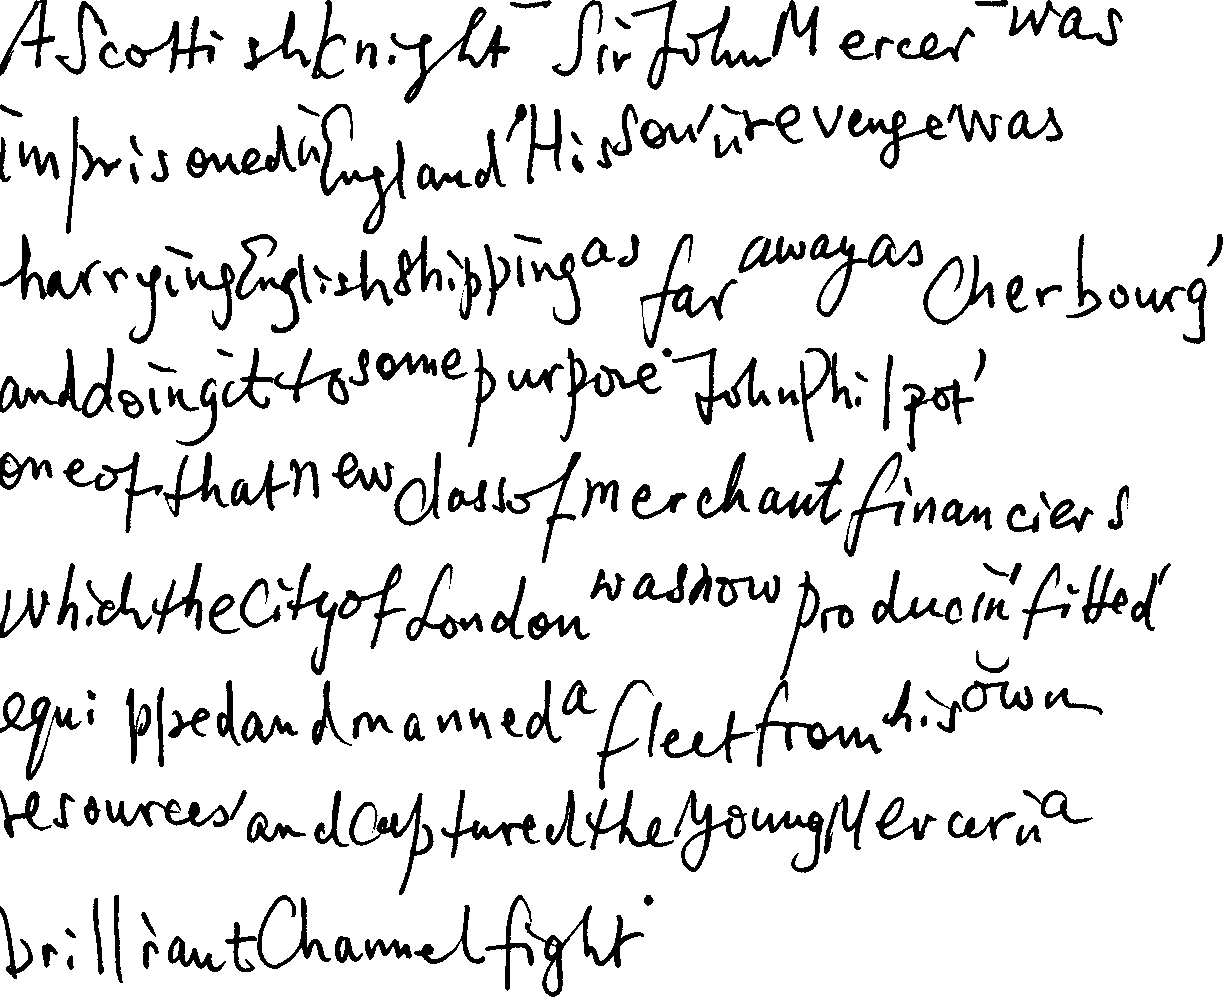 A Scottish knight - Sir John Mercer - was
imprisoned in England, His son in revenge was
harrying English shipping as far away as Cherbourg,
and doing it to some purpose. John Philpot,
one of that new class of merchant financiers
which the City of London was now producin, fitted,
equipped and manned a fleet from his own
resources, and captured the young Mercer in a
brilliant Channel fight.